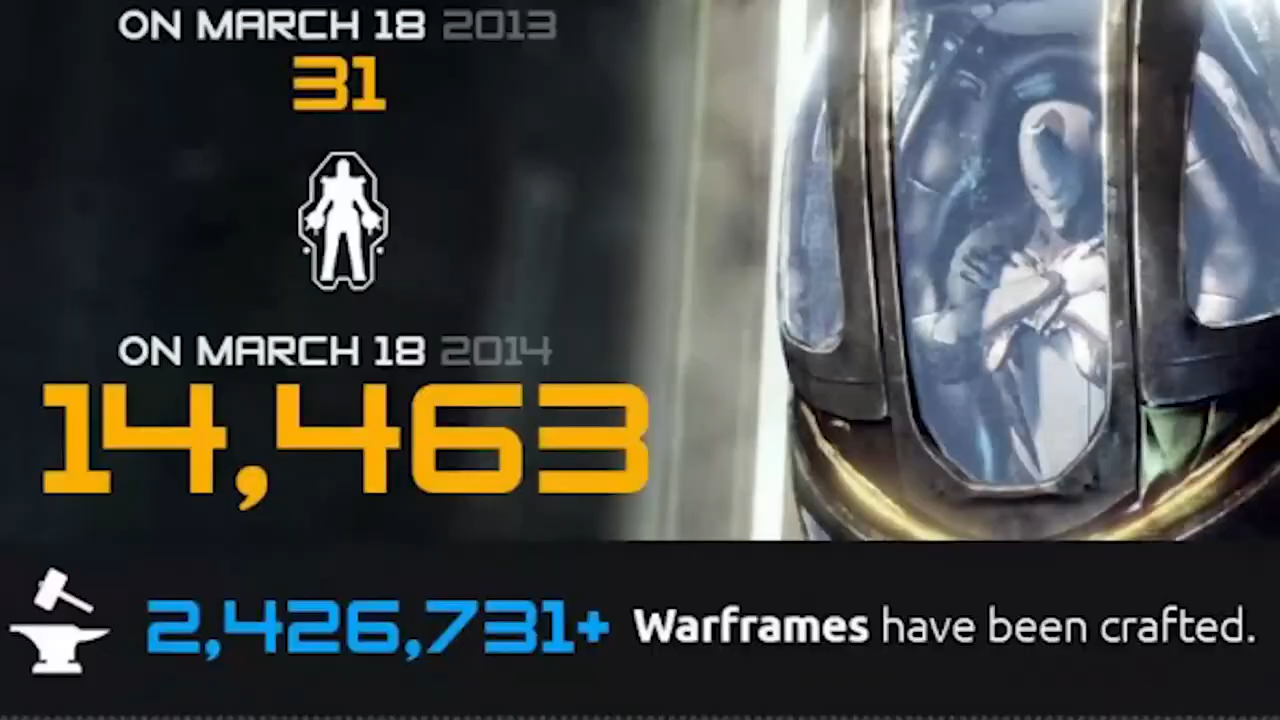 ON MARCH 18 2013
31
ON MARCH 18 2014
14,463
2,426,731+ Warframes have been crafted.